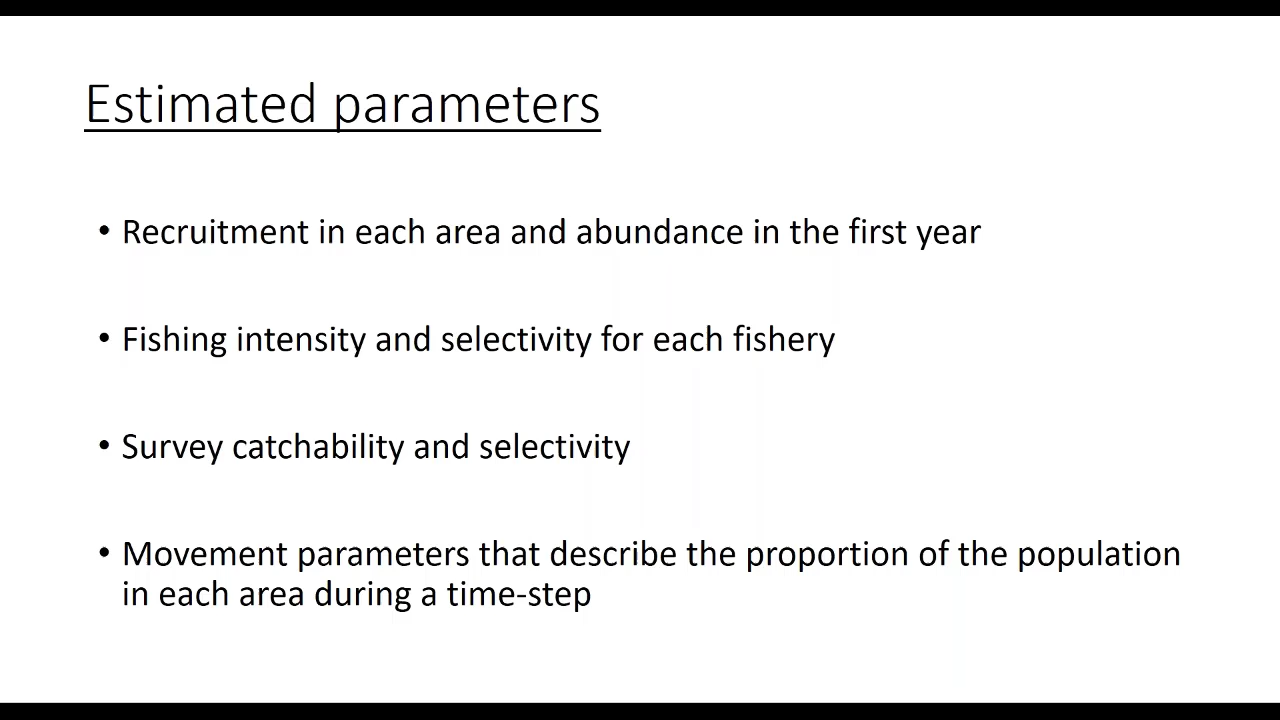 Estimated parameters
• Recruitment in each area and abundance in the first year
• Fishing intensity and selectivity for each fishery
• Survey catchability and selectivity
• Movement parameters that describe the proportion of the population
in each area during a time-step